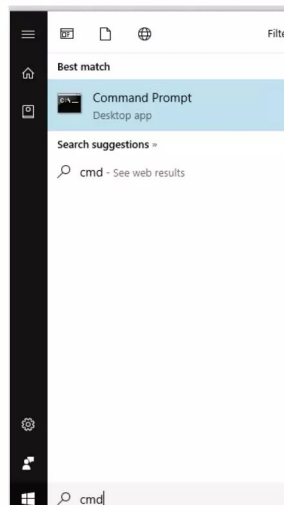 Filte
Best match
Command Prompt
Desktop app
Search suggestions »
cmd - See web results
cmd